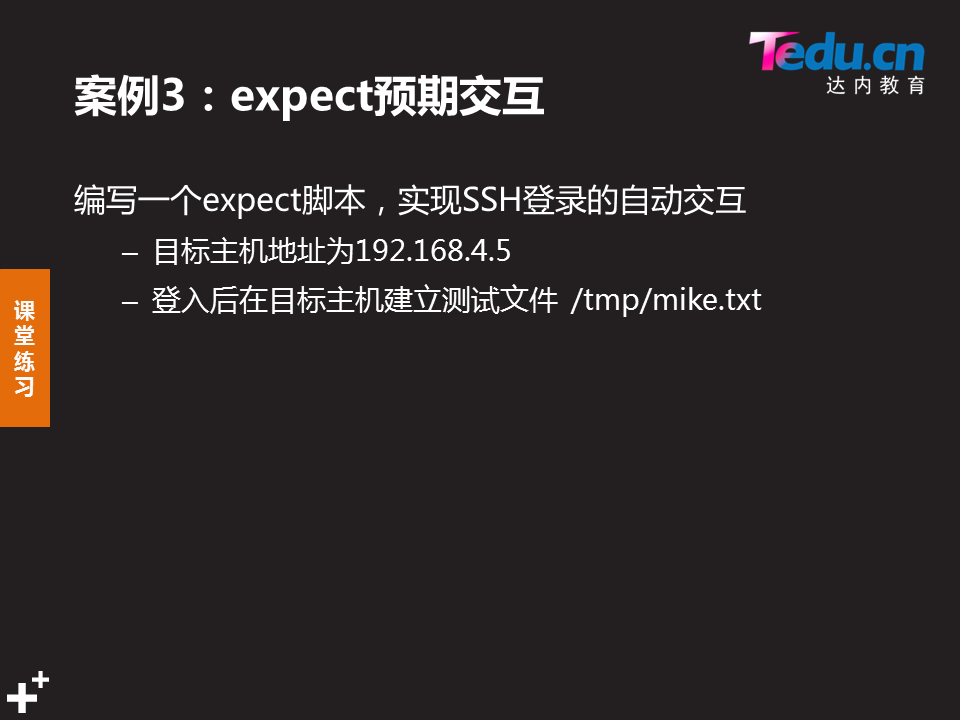 Tedu.cn
达内教育
案例3：expect预期交互
编写一个expect脚本，实现SSH登录的自动交互
– 目标主机地址为192.168.4.5
– 登入后在目标主机建立测试文件 /tmp/mike.txt
课
堂
练
习